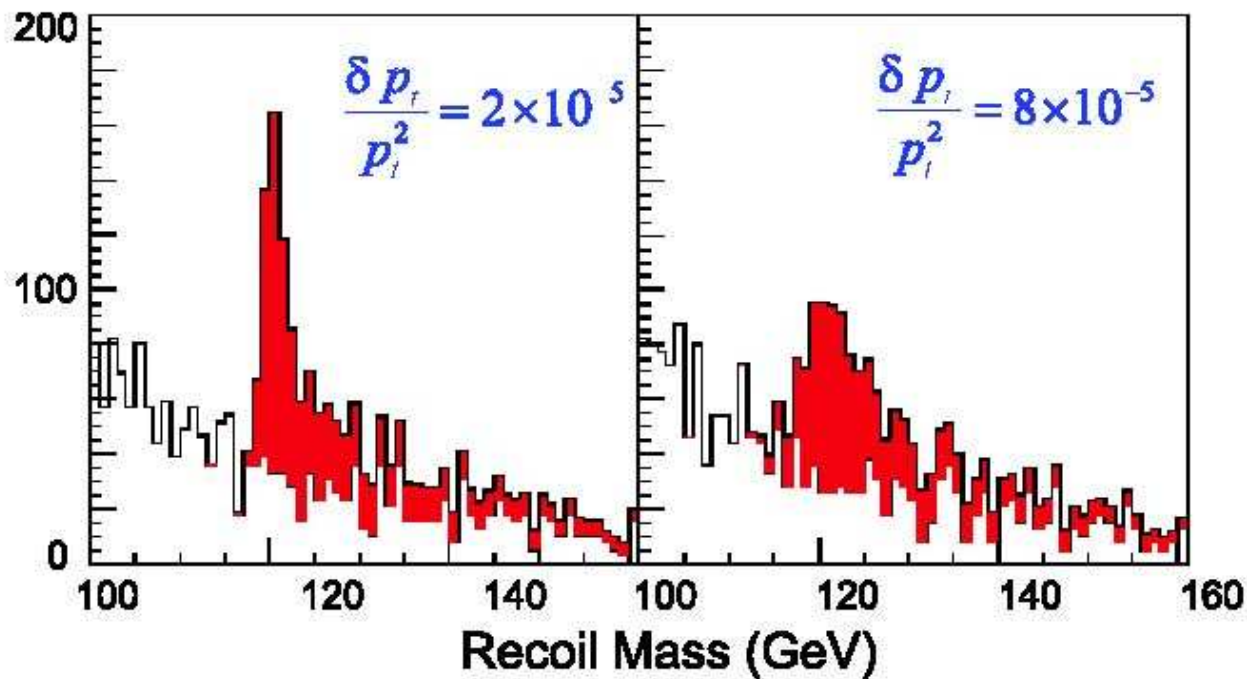 200
δ p_t / p_t^2 = 2×10 5
δ p_t / p_t^2 = 8×10^-5
100
0
100 120 140 100 120 140 160
Recoil Mass (GeV)